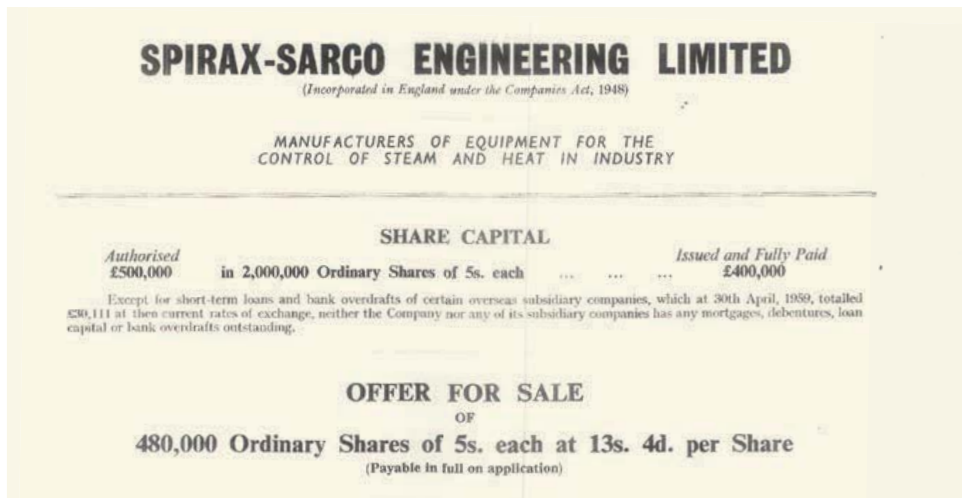 SPIRAX-SARCO ENGINEERING LIMITED
(Incorporated in England under the Companies Act, 1948)
MANUFACTURERS OF EQUIPMENT FOR THE
CONTROL OF STEAM AND HEAT IN INDUSTRY
SHARE CAPITAL
Authorised Issued and Fully Paid
£500,000 in 2,000,000 Ordinary Shares of 5s. each ... ... ... £400,000
Except for short-term loans and bank overdrafts of certain overseas subsidiary companies, which at 30th April, 1959, totalled
£30,111 at then current rates of exchange, neither the Company nor any of its subsidiary companies has any mortgages, debentures, loan
capital or bank overdrafts outstanding.
OFFER FOR SALE
OF
480,000 Ordinary Shares of 5s. each at 13s. 4d. per Share
(Payable in full on application)